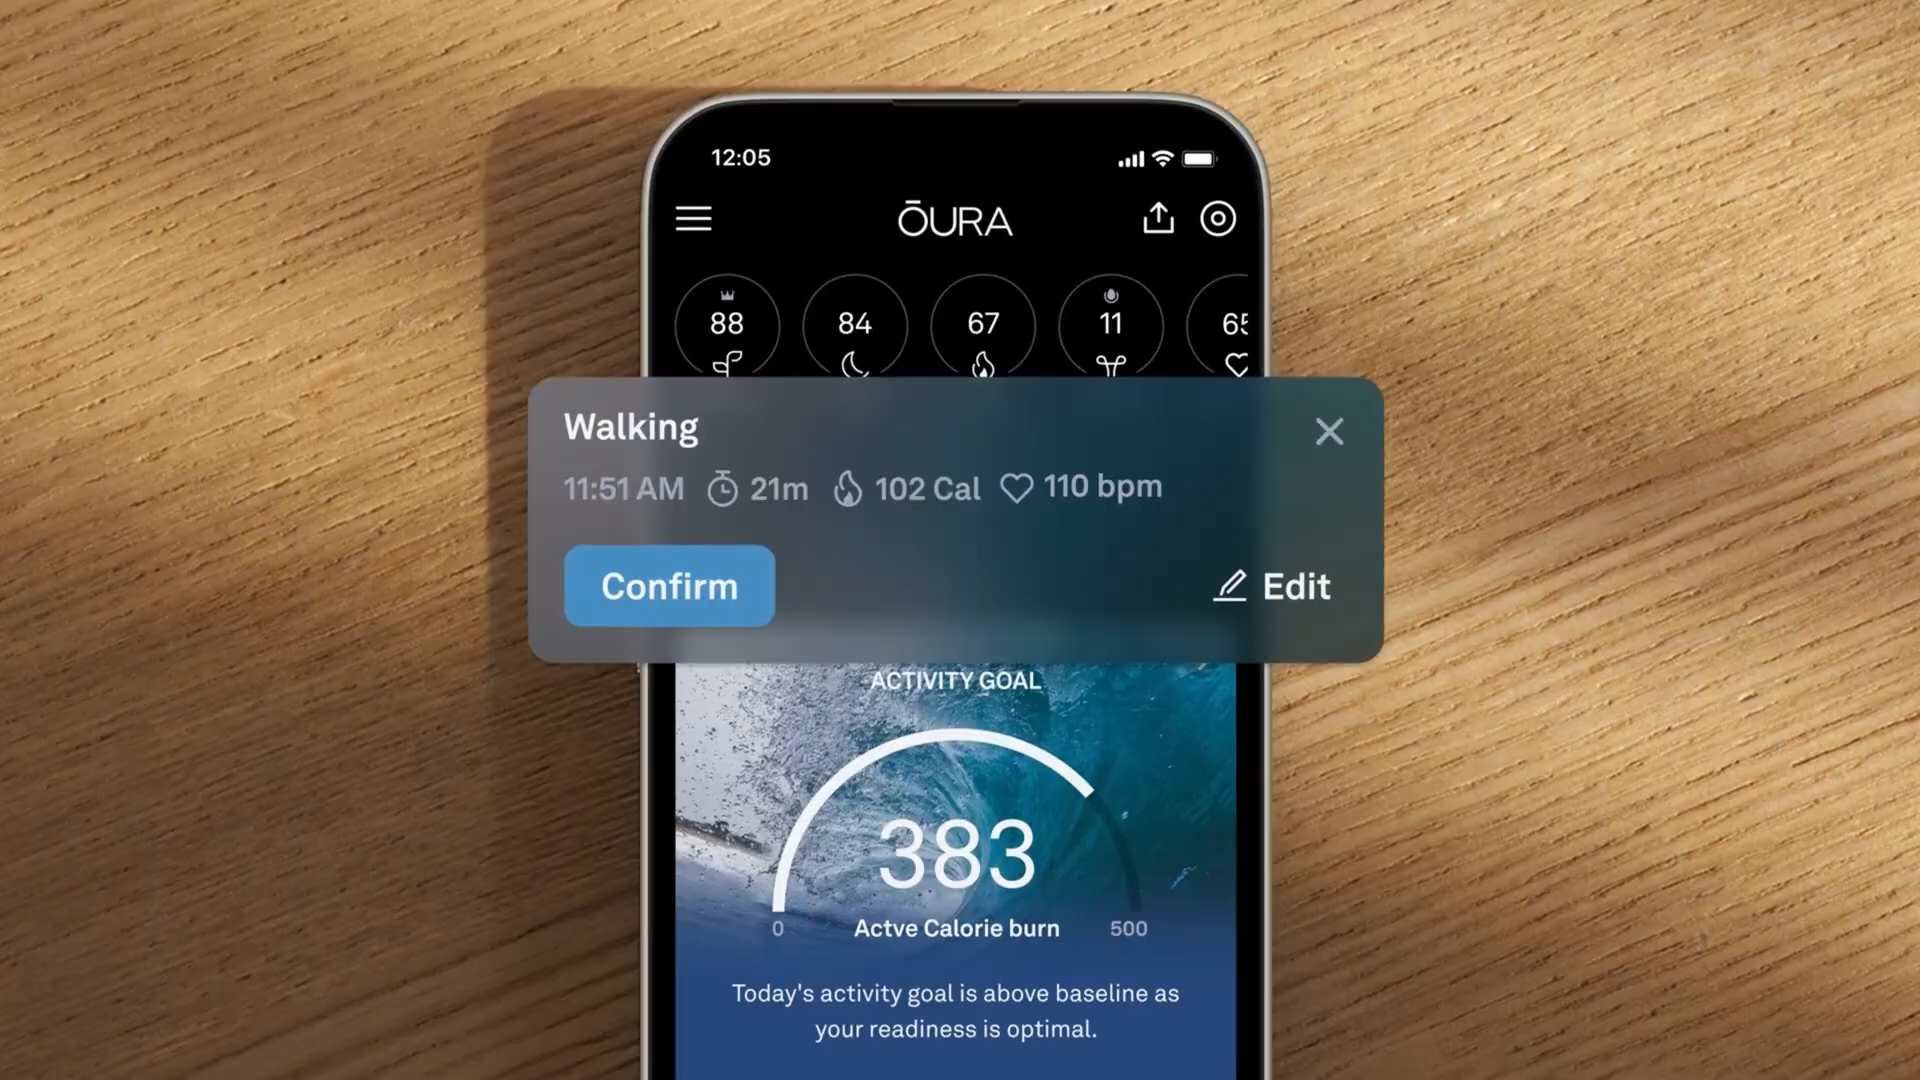 12:05
ŌURA
88 84 67 11 65
Walking
11:51 AM 21m 102 Cal 110 bpm
Confirm Edit
ACTIVITY GOAL
383
0 Actve Calorie burn 500
Today's activity goal is above baseline as
your readiness is optimal.